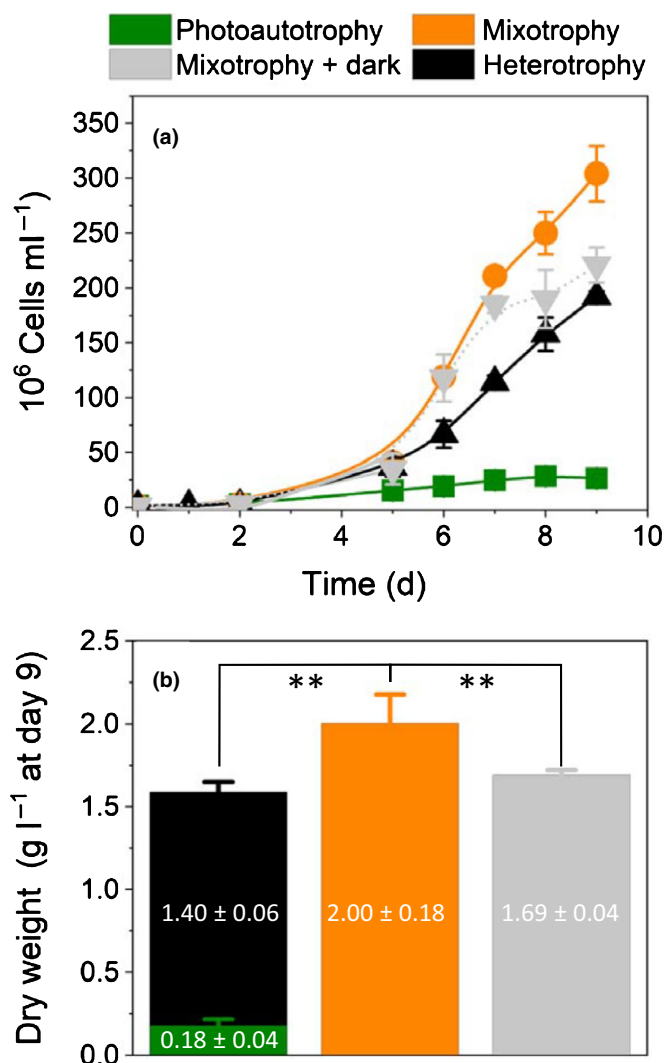 Photoautotrophy Mixotrophy
Mixotrophy + dark Heterotrophy
(a)
10⁶ Cells ml⁻¹
350
300
250
200
150
100
50
0
0 2 4 6 8 10
Time (d)
(b)
Dry weight (g l⁻¹ at day 9)
2.5
2.0
1.5
1.0
0.5
0.0
** **
1.40 ± 0.06 2.00 ± 0.18 1.69 ± 0.04
0.18 ± 0.04